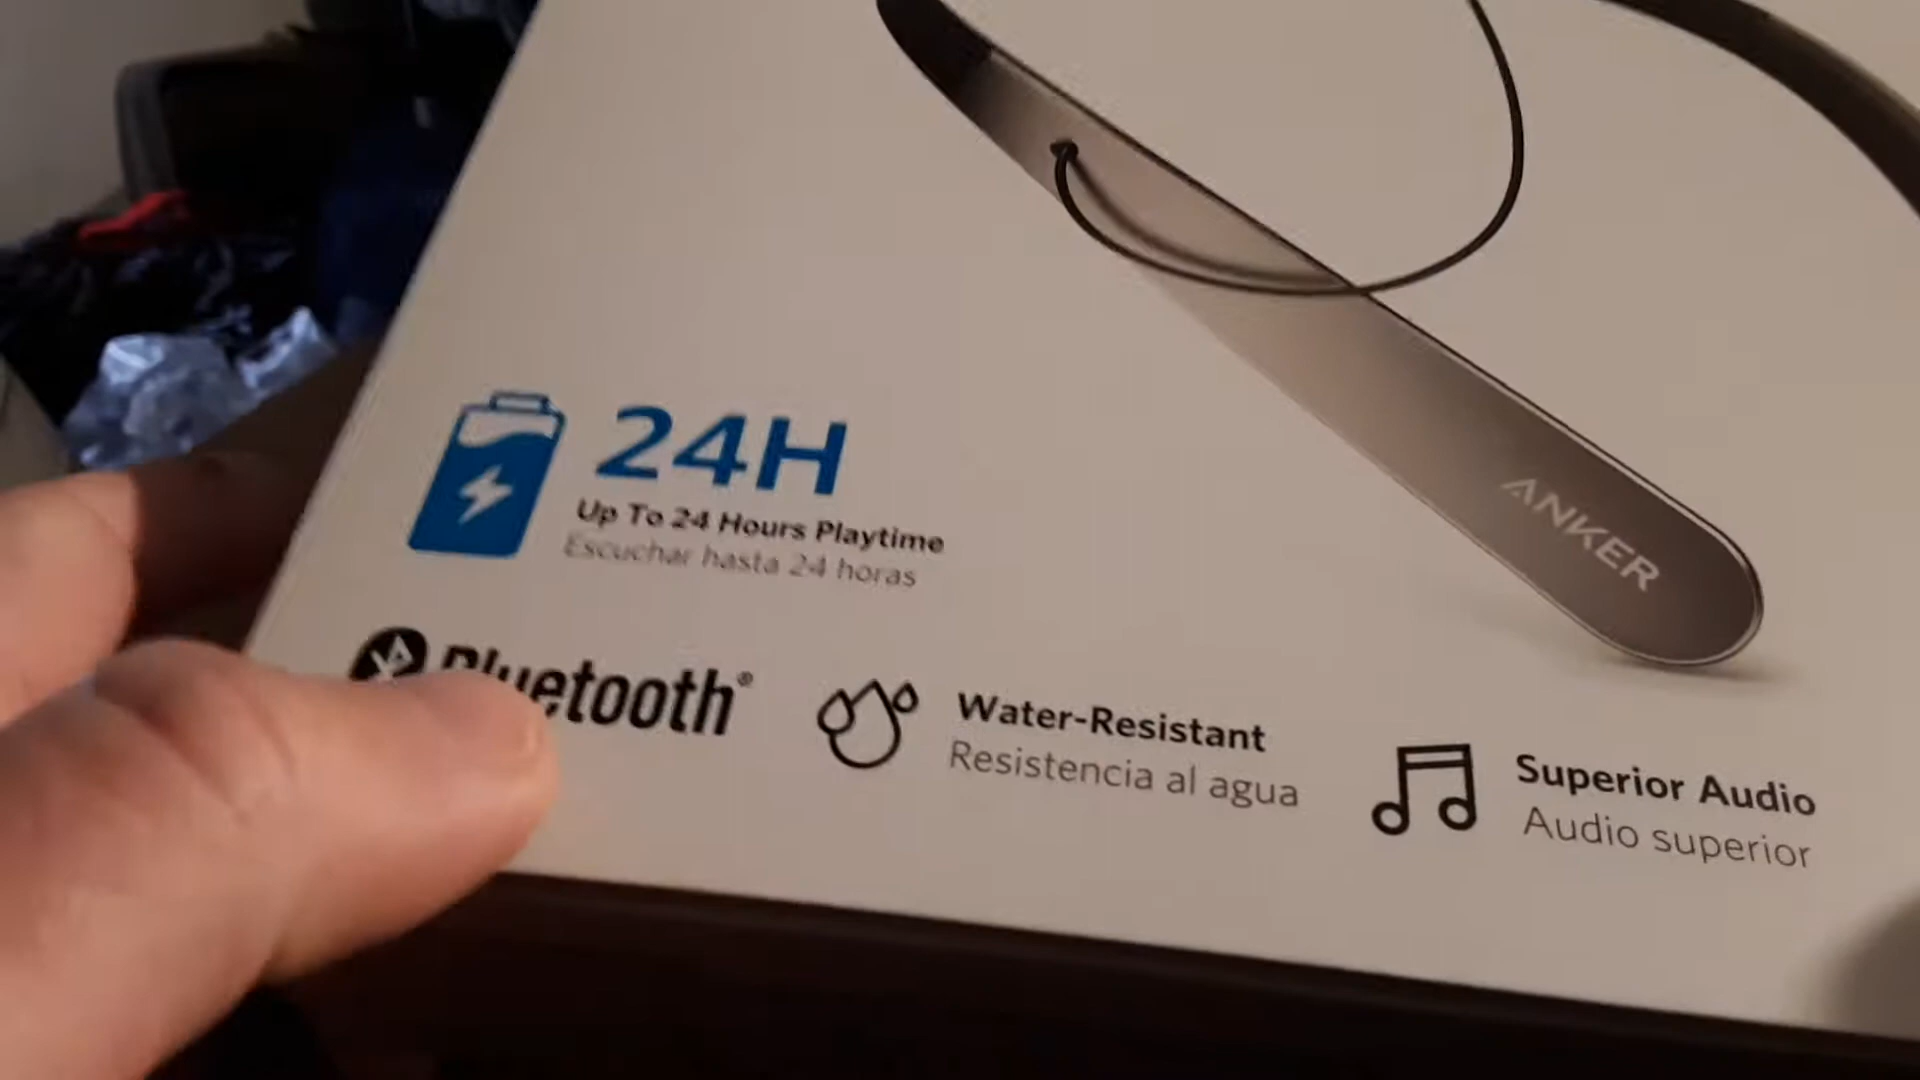 ANKER
24H
Up To 24 Hours Playtime
Escuchar hasta 24 horas
Bluetooth®
Water-Resistant
Resistencia al agua
Superior Audio
Audio superior